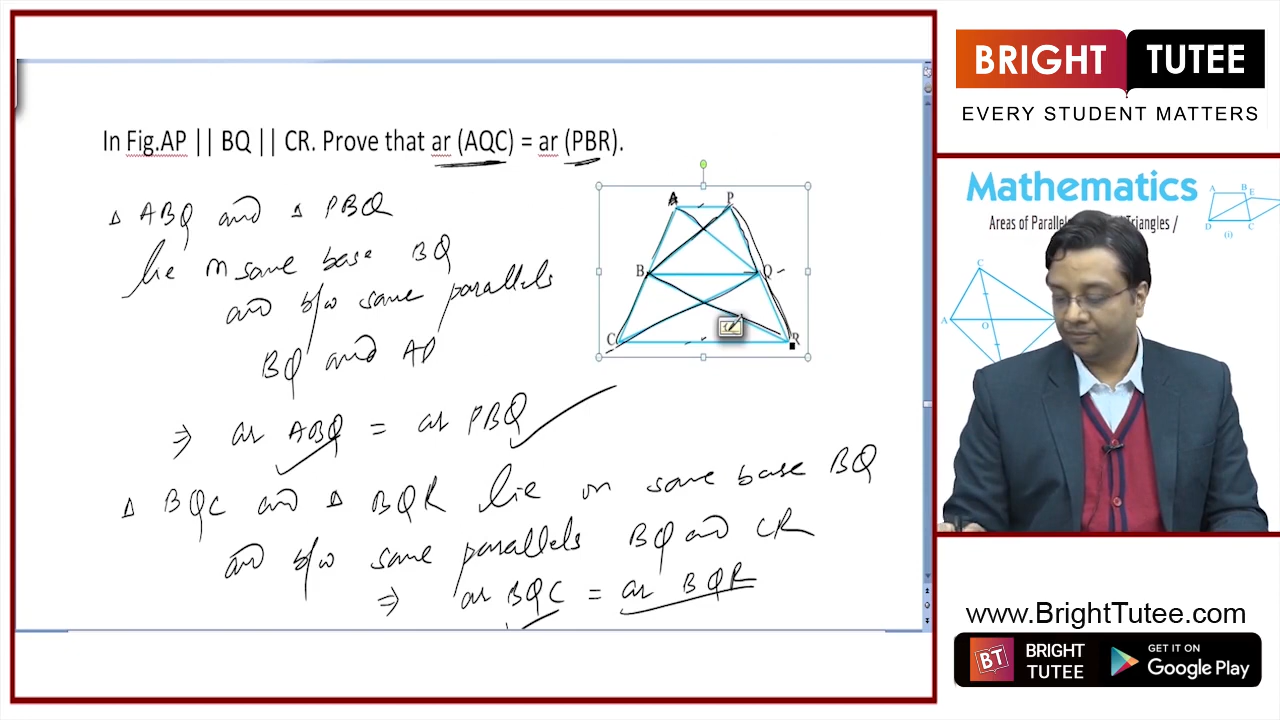 In Fig.AP || BQ || CR. Prove that ar (AQC) = ar (PBR).
Δ ABQ and Δ PBQ
lie on same base BQ
and b/w same parallels
BQ and AP
⇒ ar ABQ = ar PBQ
Δ BQC and Δ BQR lie on same base BQ
and b/w same parallels BQ and CR
⇒ ar BQC = ar BQR
A P
B Q
C R
BRIGHT TUTEE
EVERY STUDENT MATTERS
Mathematics
Areas of Parallel Triangles /
A B E
D C
(i)
C
A O
www.BrightTutee.com
BT BRIGHT TUTEE
GET IT ON
Google Play